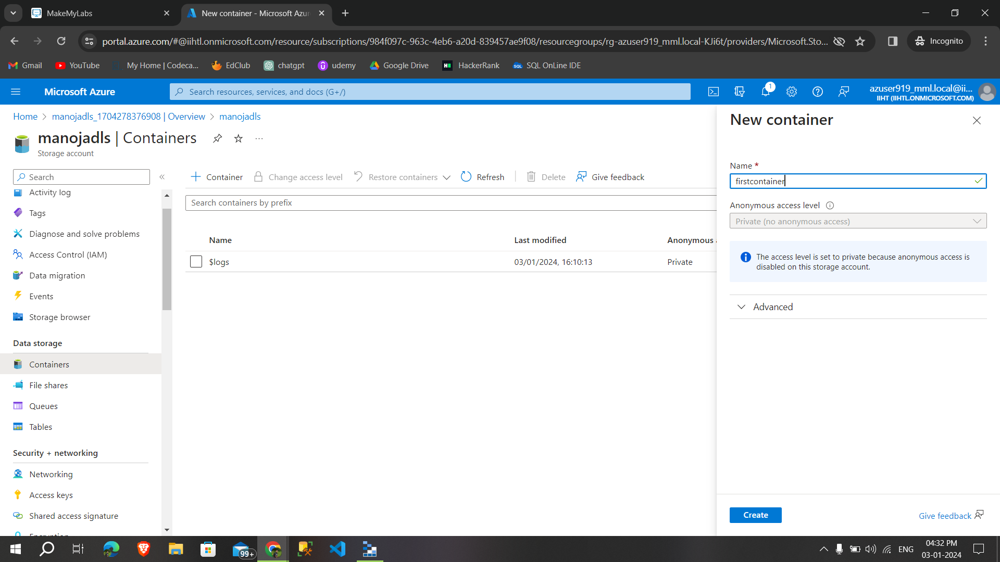 MakeMyLabs
New container - Microsoft Azur
portal.azure.com/#@iihtl.onmicrosoft.com/resource/subscriptions/984f097c-963c-4eb6-a20d-839457ae9f08/resourcegroups/rg-azuser919_mml.local-KJi6t/providers/Microsoft.Sto...
Incognito
Gmail
YouTube
My Home | Codeca...
EdClub
chatgpt
udemy
Google Drive
HackerRank
SQL OnLine IDE
Microsoft Azure
Search resources, services, and docs (G+/)
1
azuser919_mml.local@ii...
IIHT (IIHTL.ONMICROSOFT.COM)
Home > manojadls_1704278376908 | Overview > manojadls
manojadls | Containers
Storage account
Search
Activity log
Tags
Diagnose and solve problems
Access Control (IAM)
Data migration
Events
Storage browser
Data storage
Containers
File shares
Queues
Tables
Security + networking
Networking
Access keys
Shared access signature
Encryption
Container
Change access level
Restore containers
Refresh
Delete
Give feedback
Search containers by prefix
Name Last modified Anonymous a
$logs 03/01/2024, 16:10:13 Private
New container
Name *
firstcontainer
Anonymous access level
Private (no anonymous access)
The access level is set to private because anonymous access is
disabled on this storage account.
Advanced
Create
Give feedback
99+
ENG
04:32 PM
03-01-2024